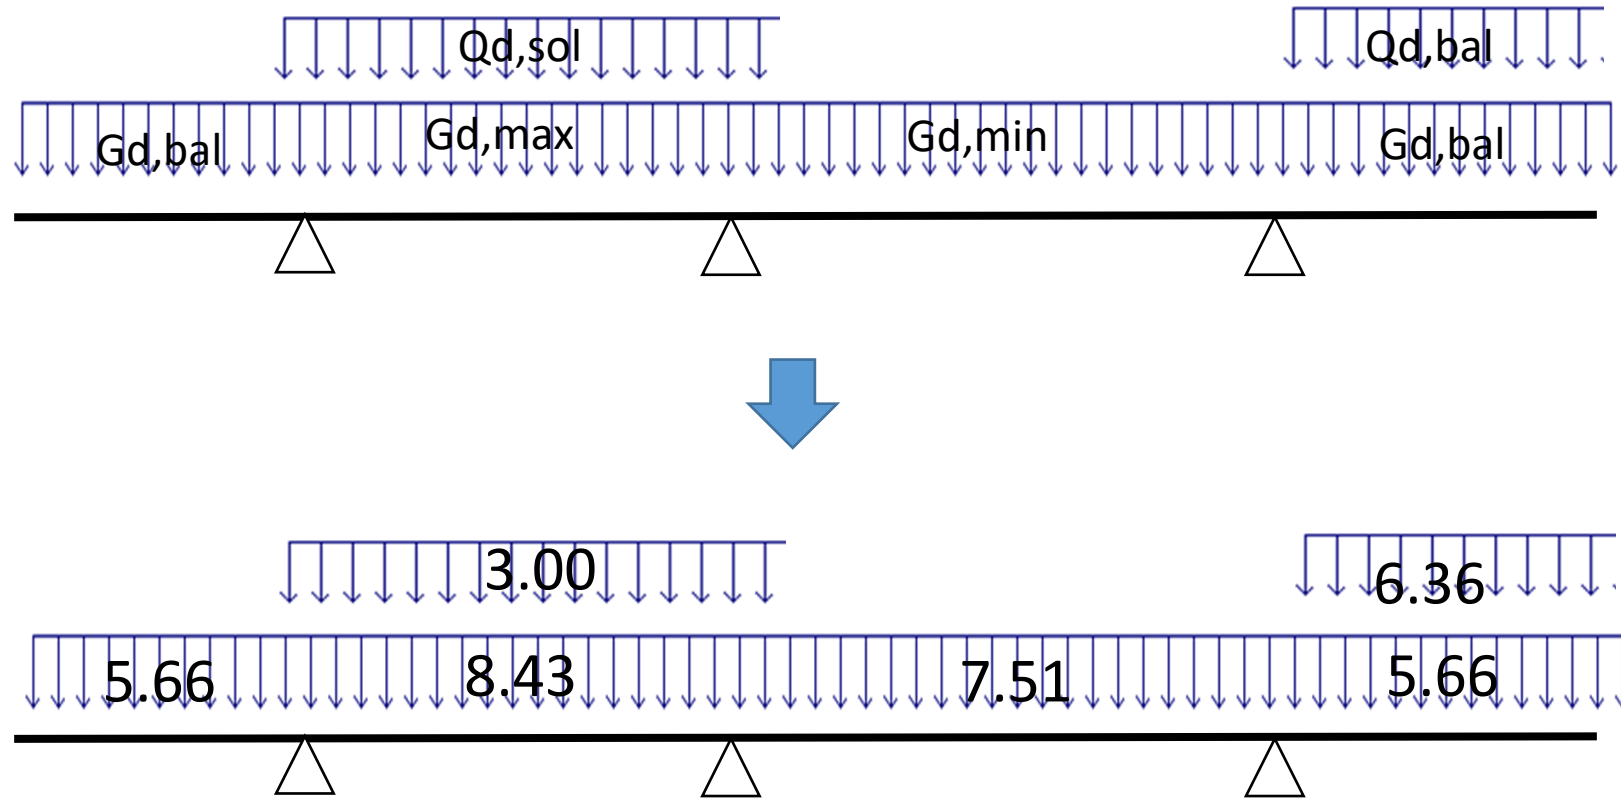 Qd,sol
Qd,bal
Gd,bal
Gd,max
Gd,min
Gd,bal
3.00
6.36
5.66
8.43
7.51
5.66